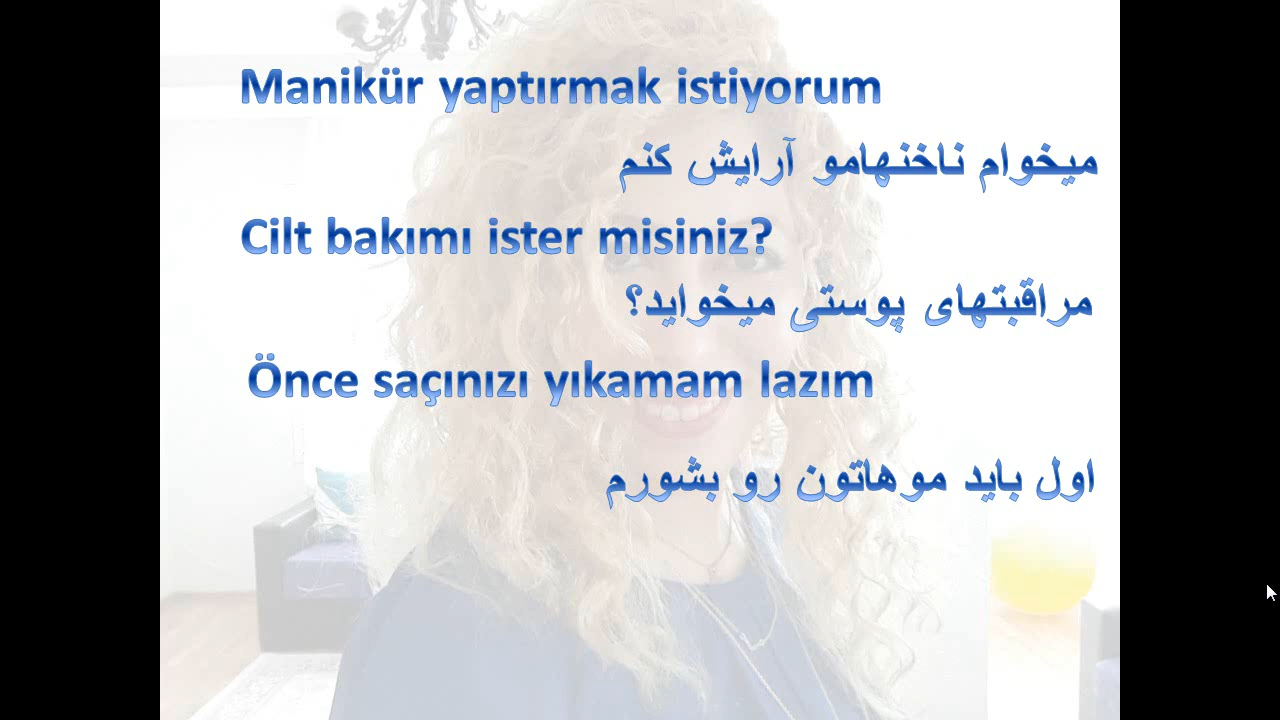 Manikür yaptırmak istiyorum
میخوام ناخنهامو آرایش کنم
Cilt bakımı ister misiniz?
مراقبتهای پوستی میخواید؟
Önce saçınızı yıkamam lazım
اول باید موهاتون رو بشورم